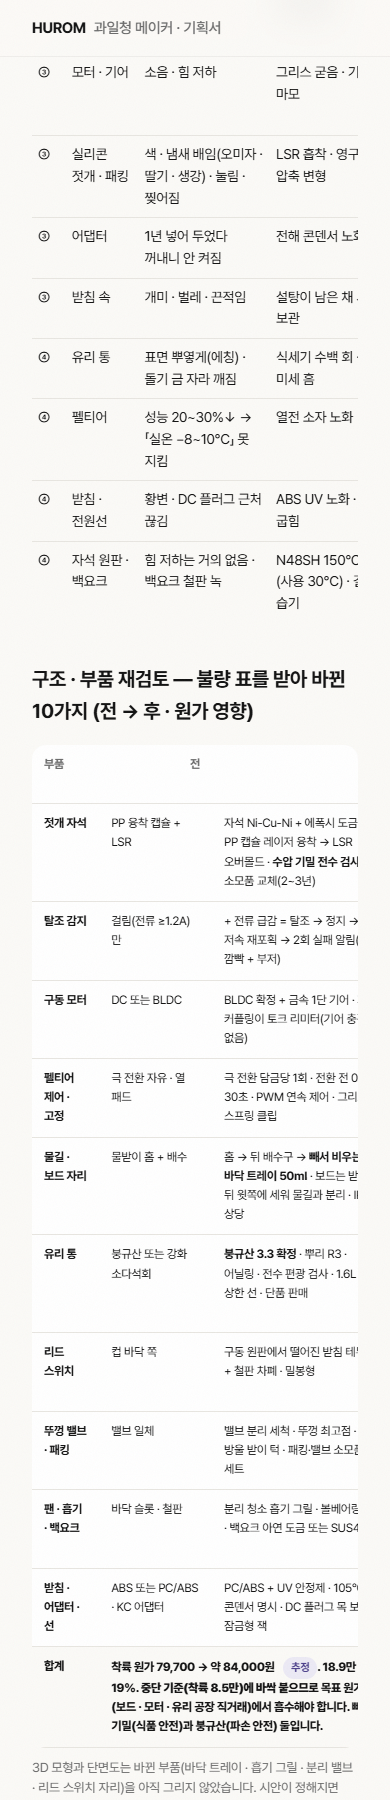 HUROM 과일청 메이커 · 기획서
③ 모터 · 기어 소음 · 힘 저하 그리스 굳음 ·
마모
③ 실리콘 색 · 냄새 배임(오미자 · LSR 흡착 · 영구
젓개 · 패킹 딸기 · 생강) · 눌림 · 압축 변형
찢어짐
③ 어댑터 1년 넣어 두었다 전해 콘덴서
꺼내니 안 켜짐
③ 받침 속 개미 · 벌레 · 끈적임 설탕이 남은 채
보관
④ 유리 통 표면 뿌옇게(에칭) · 식세기 수백 회
돌기 금 자라 깨짐 미세 흠
④ 펠티어 성능 20~30%↓ → 열전 소자 노화
「실온 −8~10°C」 못
지킴
④ 받침 · 황변 · DC 플러그 근처 ABS UV 노화 ·
전원선 끊김 굽힘
④ 자석 원판 · 힘 저하는 거의 없음 · N48SH 150°C
백요크 백요크 철판 녹 (사용 30°C) ·
습기
구조 · 부품 재검토 — 불량 표를 받아 바뀐
10가지 (전 → 후 · 원가 영향)
부품 전
젓개 자석 PP 융착 캡슐 + 자석 Ni-Cu-Ni + 에폭시 도금
LSR PP 캡슐 레이저 융착 → LSR
오버몰드 · 수압 기밀 전수 검사
소모품 교체(2~3년)
탈조 감지 걸림(전류 ≥1.2A) + 전류 급감 = 탈조 → 정지 →
만 저속 재포획 → 2회 실패 알림(
깜빡 + 부저)
구동 모터 DC 또는 BLDC BLDC 확정 + 금속 1단 기어 ·
커플링이 토크 리미터(기어
없음)
펠티어 극 전환 자유 · 열 극 전환 담금당 1회 · 전환 전
제어 · 패드 30초 · PWM 연속 제어 ·
고정 스프링 클립
물길 · 물받이 홈 + 배수 홈 → 뒤 배수구 → 빼서 비우는
보드 자리 바닥 트레이 50ml · 보드는
뒤 윗쪽에 세워 물길과 분리 ·
상당
유리 통 붕규산 또는 강화 붕규산 3.3 확정 · 뿌리 R3 ·
소다석회 어닐링 · 전수 편광 검사 · 1.6L
상한 선 · 단품 판매
리드 컵 바닥 쪽 구동 원판에서 떨어진 받침
스위치 + 철판 차폐 · 밀봉형
뚜껑 밸브 밸브 일체 밸브 분리 세척 · 뚜껑 최고점 ·
· 패킹 방울 받이 턱 · 패킹·밸브 소모품
세트
팬 · 흡기 바닥 슬롯 · 철판 분리 청소 흡기 그릴 · 볼베어링
· 백요크 · 백요크 아연 도금 또는
받침 · ABS 또는 PC/ABS PC/ABS + UV 안정제 ·
어댑터 · · KC 어댑터 콘덴서 명시 · DC 플러그 목
선 잠금형 잭
합계 착륙 원가 79,700 → 약 84,000원 추정 . 18.9만
19%. 중단 기준(착륙 8.5만)에 바싹 붙으므로 목표
(보드 · 모터 · 유리 공장 직거래)에서 흡수해야 합니다.
기밀(식품 안전)과 붕규산(파손 안전) 둘입니다.
3D 모형과 단면도는 바뀐 부품(바닥 트레이 · 흡기 그릴 · 분리 밸브
· 리드 스위치 자리)을 아직 그리지 않았습니다. 시안이 정해지면